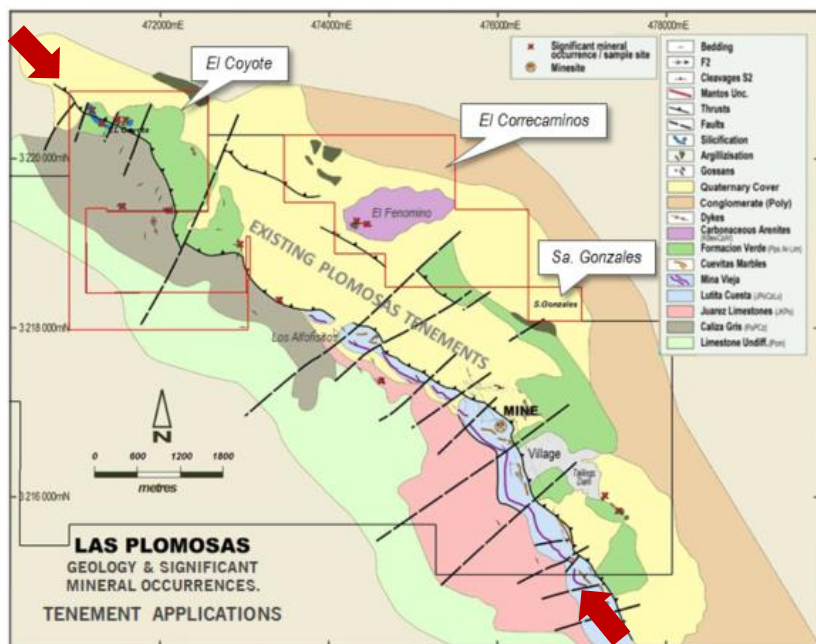 472000mE
474000mE
476000mE
478000mE
El Coyote
Significant mineral
occurrence / sample site
Minesite
El Correcaminos
Bedding
F2
Cleavages S2
Mantos Unc.
Thrusts
Faults
Silicification
Argillizisation
Gossans
Quaternary Cover
Conglomerate (Poly)
Dykes
Carbonaceous Arenites
Formacion Verde
Cuevitas Marbles
Mina Vieja
Lutita Cuesta
Juarez Limestones
Caliza Gris
Limestone Undiff.
3 220 000mN
El Fenomino
EXISTING PLOMOSAS TENEMENTS
Sa. Gonzales
S.Gonzales
3 218 000mN
Los Alfonsitos
MINE
N
Village
Tailings
Dam
0 600 1200 1800
metres
3 216 000mN
LAS PLOMOSAS
GEOLOGY & SIGNIFICANT
MINERAL OCCURRENCES.
TENEMENT APPLICATIONS